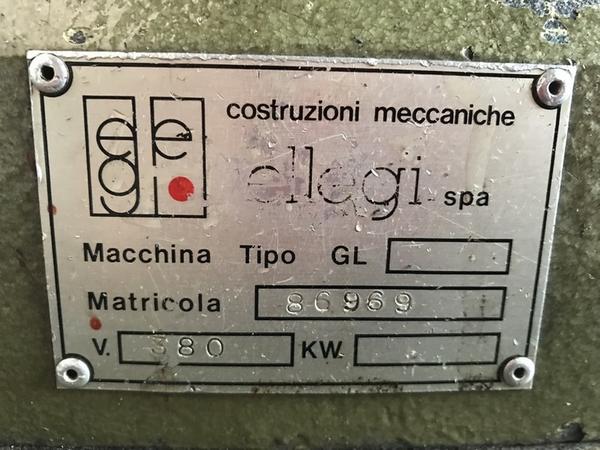 costruzioni meccaniche
ellegi spa
Macchina Tipo GL
Matricola 86969
V. 380 KW.